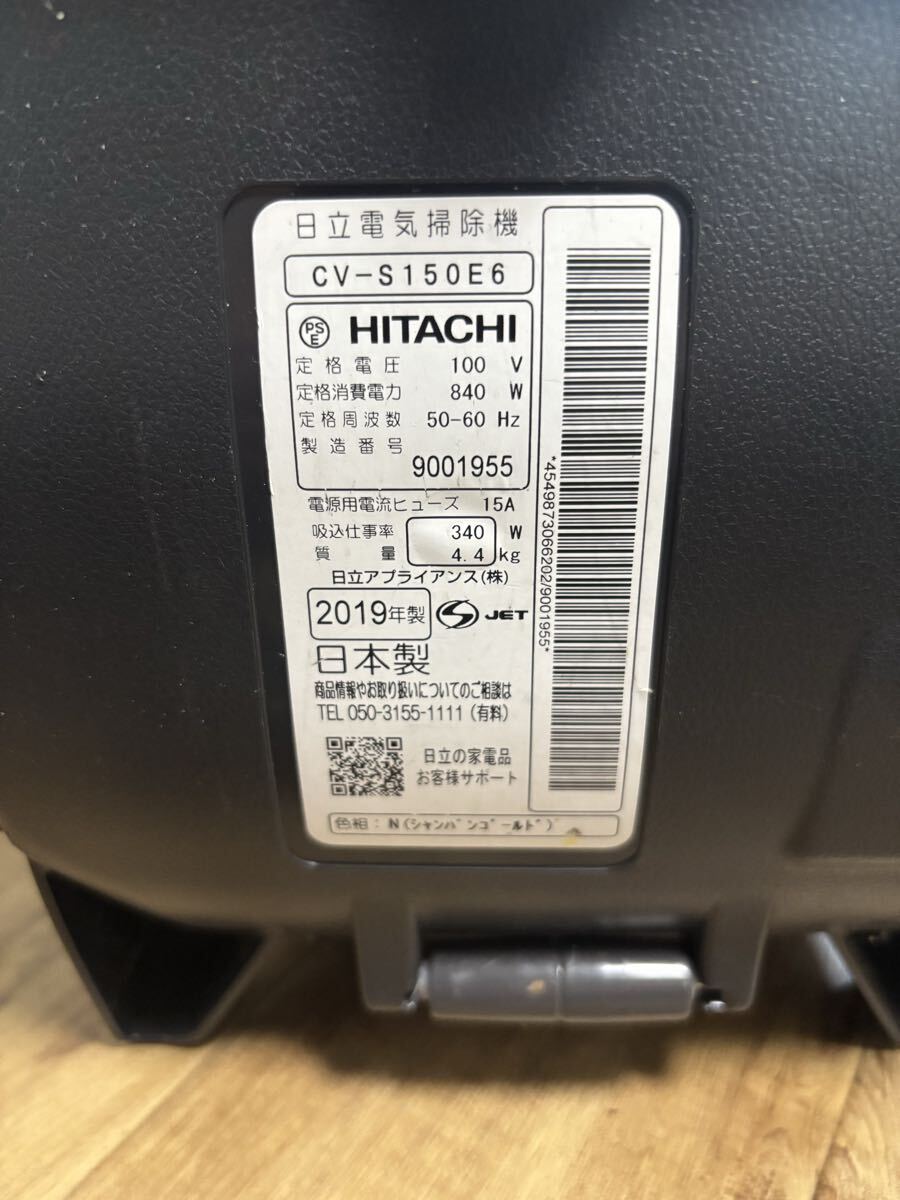 日立電気掃除機
CV-S150E6
PS
E
HITACHI
定格電圧 100 V
定格消費電力 840 W
定格周波数 50-60 Hz
製造番号
9001955
電源用電流ヒューズ 15A
吸込仕事率 340 W
質量 4.4 kg
日立アプライアンス(株)
2019年製 JET
日本製
商品情報やお取り扱いについてのご相談は
TEL 050-3155-1111 (有料)
日立の家電品
お客様サポート
色相：N(シャンパンゴールド)
*4549873066202/9001955*